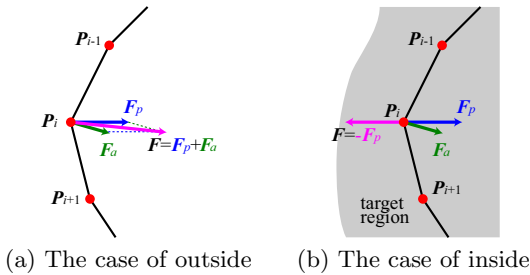 Pi-1
Pi
Fp
Fa
F=Fp+Fa
Pi+1
(a) The case of outside
Pi-1
Pi
Fp
F=-Fp
Fa
Pi+1
target
region
(b) The case of inside